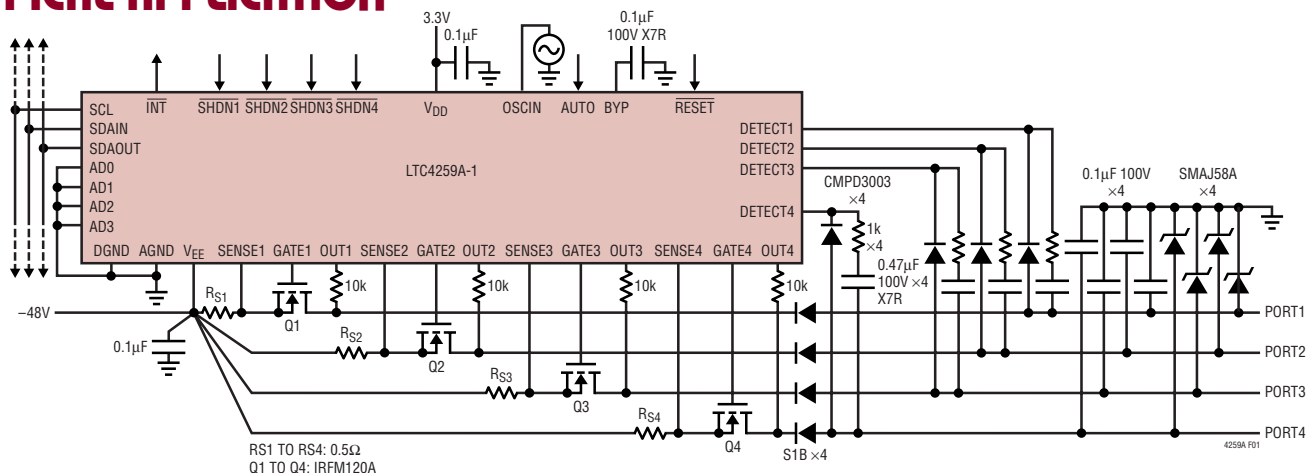 3.3V
0.1µF
0.1µF
100V X7R
SCL
SDAIN
SDAOUT
AD0
AD1
AD2
AD3
INT
SHDN1
SHDN2
SHDN3
SHDN4
VDD
OSCIN
AUTO
BYP
RESET
LTC4259A-1
DETECT1
DETECT2
DETECT3
DETECT4
DGND
AGND
VEE
SENSE1
GATE1
OUT1
SENSE2
GATE2
OUT2
SENSE3
GATE3
OUT3
SENSE4
GATE4
OUT4
CMPD3003
×4
1k
×4
0.47µF
100V ×4
X7R
0.1µF 100V
×4
SMAJ58A
×4
10k
10k
10k
10k
–48V
0.1µF
RS1
Q1
RS2
Q2
RS3
Q3
RS4
Q4
S1B ×4
PORT1
PORT2
PORT3
PORT4
RS1 TO RS4: 0.5Ω
Q1 TO Q4: IRFM120A
4259A F01